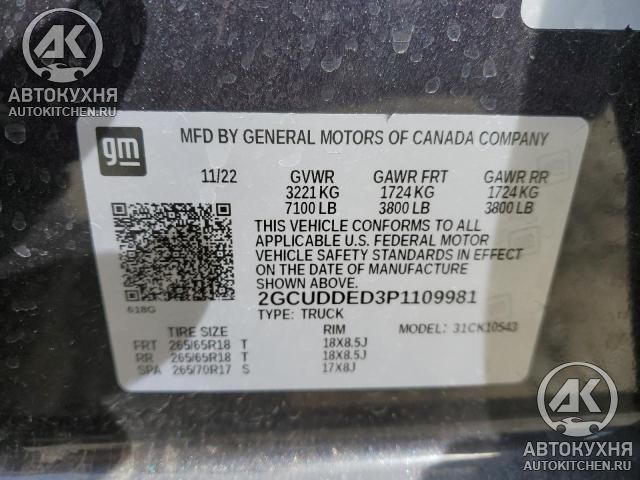 AK
АВТОКУХНЯ
AUTOKITCHEN.RU
gm
MFD BY GENERAL MOTORS OF CANADA COMPANY
11/22 GVWR GAWR FRT GAWR RR
3221 KG 1724 KG 1724 KG
7100 LB 3800 LB 3800 LB
THIS VEHICLE CONFORMS TO ALL
APPLICABLE U.S. FEDERAL MOTOR
VEHICLE SAFETY STANDARDS IN EFFECT
ON THE DATE OF MANUFACTURE
SHOWN ABOVE.
2GCUDDED3P1109981
618G TYPE: TRUCK
TIRE SIZE RIM MODEL: 31CK10543
FRT 265/65R18 T 18X8.5J
RR 265/65R18 T 18X8.5J
SPA 265/70R17 S 17X8J
AK
АВТОКУХНЯ
AUTOKITCHEN.RU